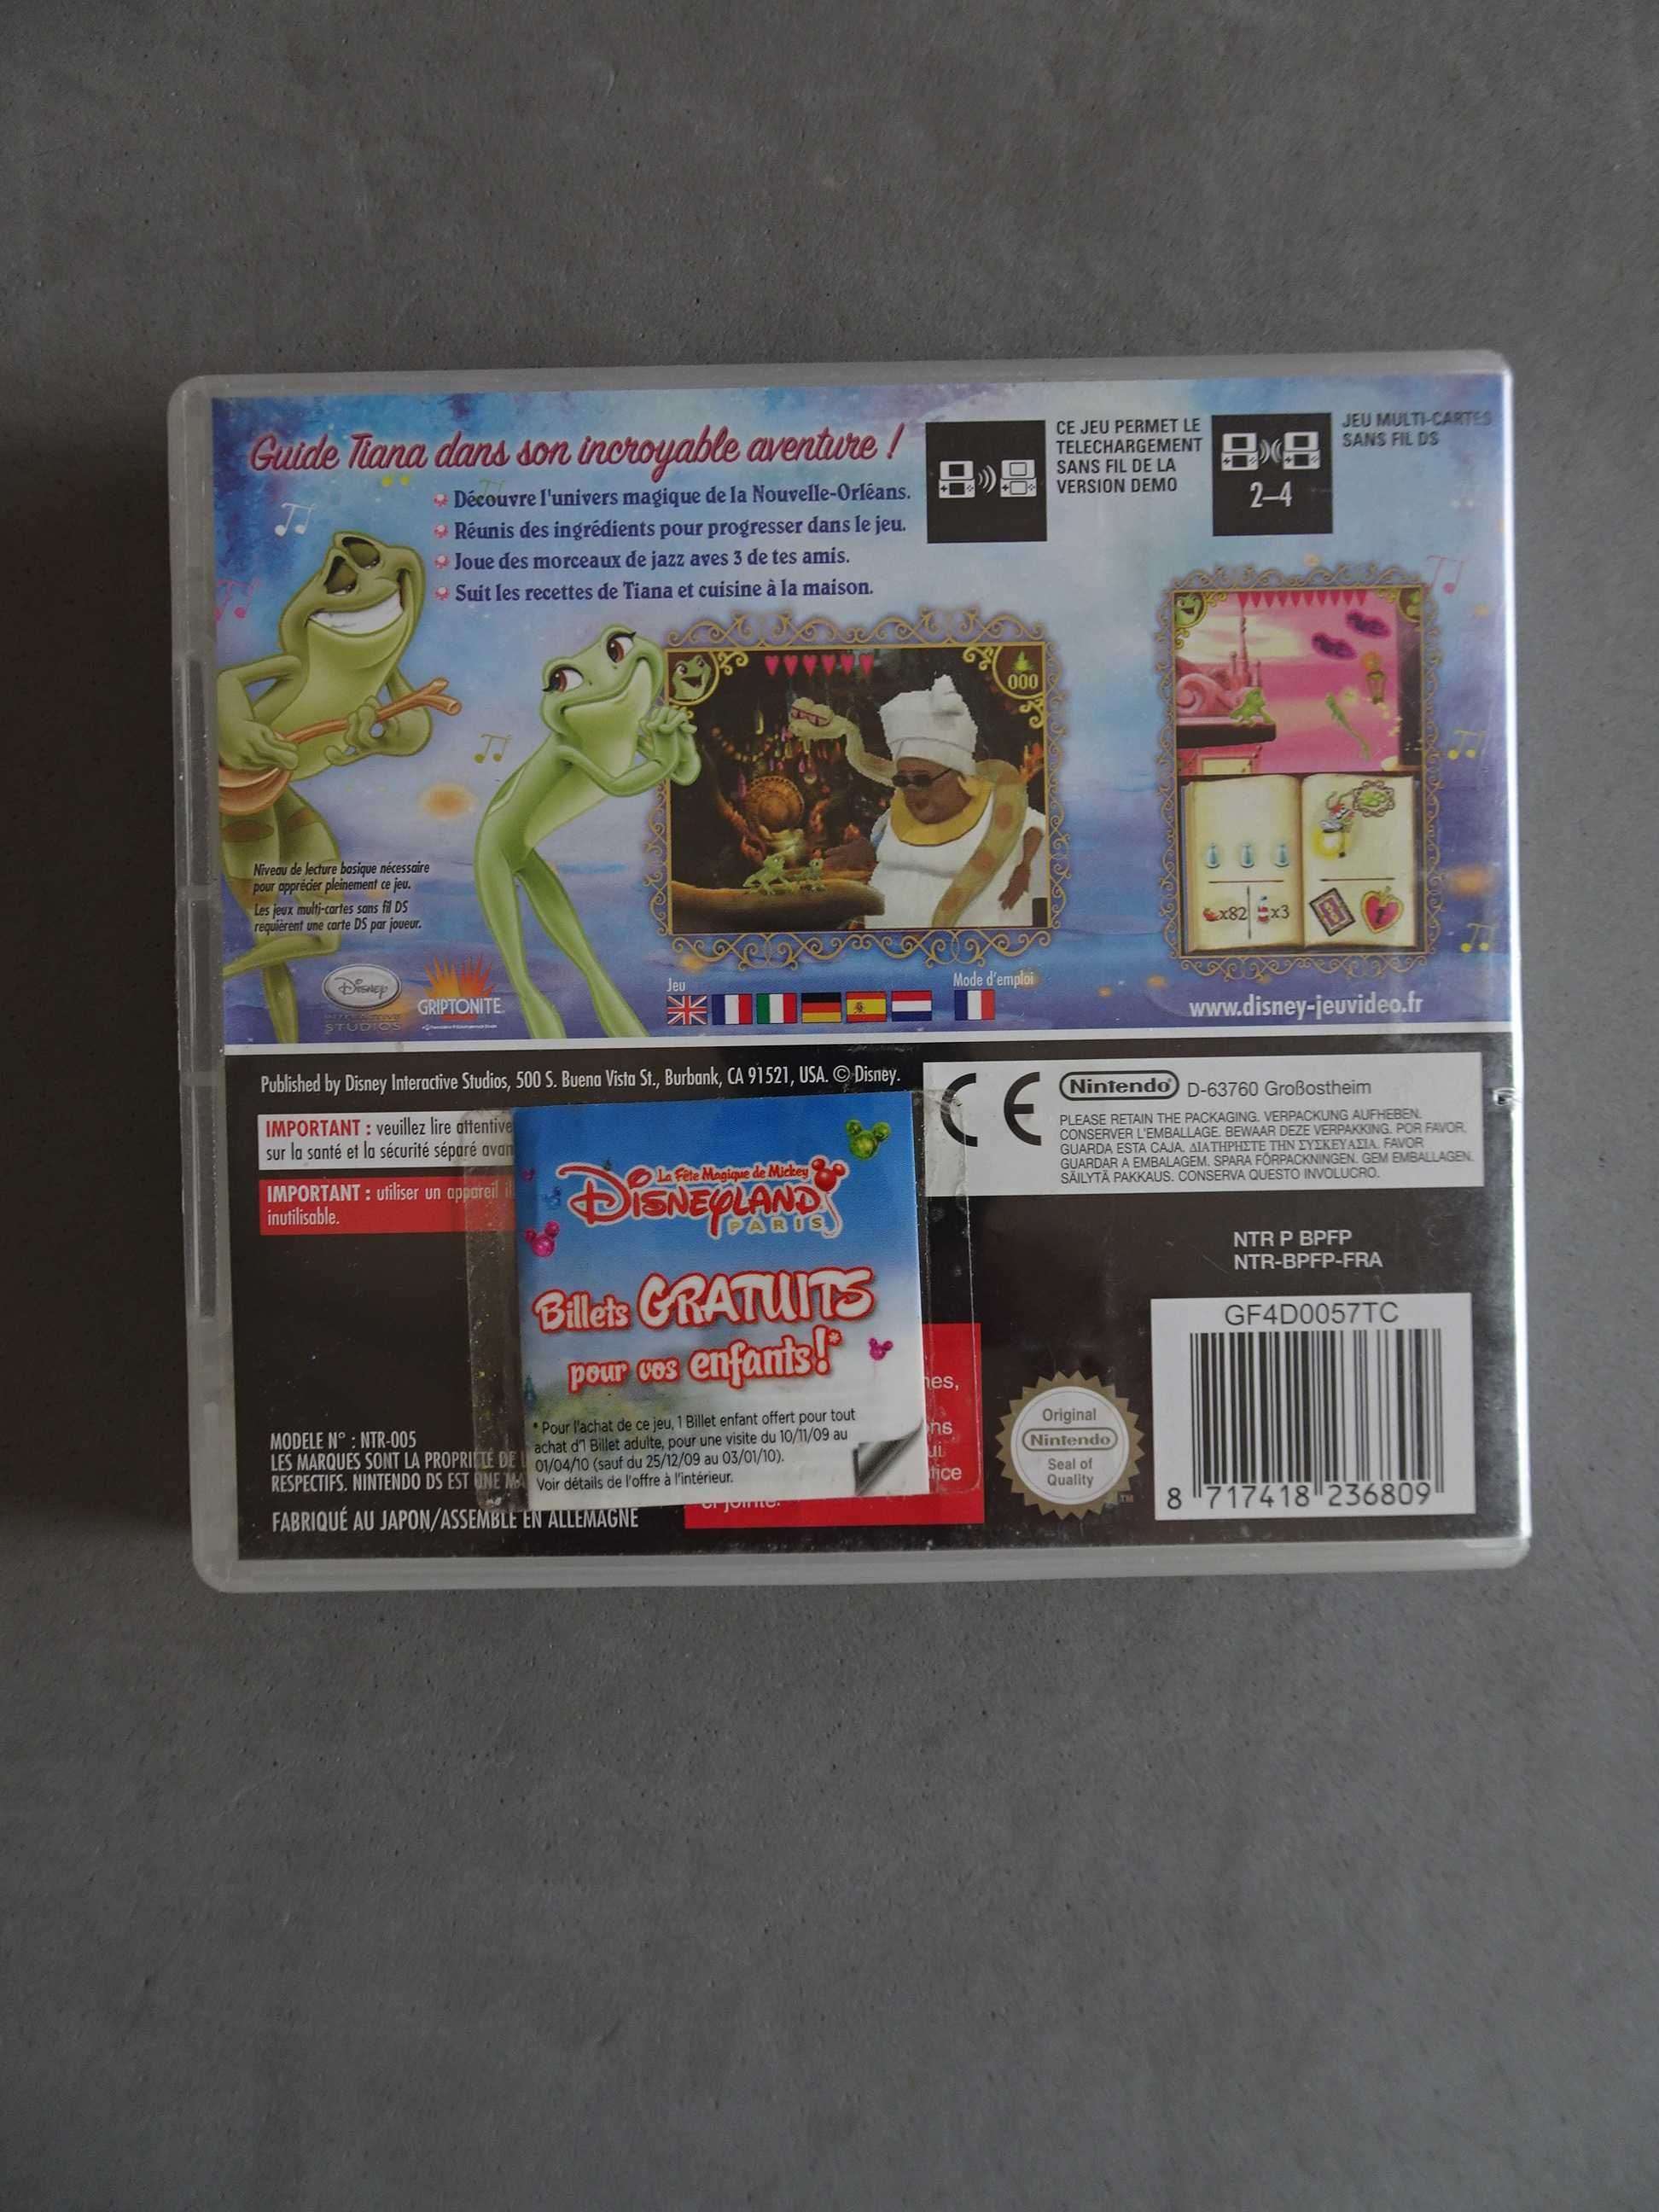 Guide Tiana dans son incroyable aventure !
Découvre l'univers magique de la Nouvelle-Orléans.
Réunis des ingrédients pour progresser dans le jeu.
Joue des morceaux de jazz aves 3 de tes amis.
Suit les recettes de Tiana et cuisine à la maison.
CE JEU PERMET LE
TELECHARGEMENT
SANS FIL DE LA
VERSION DEMO
2–4
JEU MULTI-CARTES
SANS FIL DS
000
x82 x3
Niveau de lecture basique nécessaire
pour apprécier pleinement ce jeu.
Les jeux multi-cartes sans fil DS
requièrent une carte DS par joueur.
Disney
INTERACTIVE
STUDIOS
GRIPTONITE
Jeu
Mode d'emploi
www.disney-jeuvideo.fr
Published by Disney Interactive Studios, 500 S. Buena Vista St., Burbank, CA 91521, USA. © Disney.
IMPORTANT : veuillez lire attentive
sur la santé et la sécurité séparé avan
IMPORTANT : utiliser un appareil il
inutilisable.
La Fête Magique de Mickey
DISNEYLAND
PARIS
Billets GRATUITS
pour vos enfants!*
* Pour l'achat de ce jeu, 1 Billet enfant offert pour tout
achat d'1 Billet adulte, pour une visite du 10/11/09 au
01/04/10 (sauf du 25/12/09 au 03/01/10).
Voir détails de l'offre à l'intérieur.
nes,
ons
ui
tice
ci-jointe.
MODELE N° : NTR-005
LES MARQUES SONT LA PROPRIETE DE L
RESPECTIFS. NINTENDO DS EST UNE MA
FABRIQUÉ AU JAPON/ASSEMBLÉ EN ALLEMAGNE
CE
Nintendo® D-63760 Großostheim
PLEASE RETAIN THE PACKAGING. VERPACKUNG AUFHEBEN.
CONSERVER L'EMBALLAGE. BEWAAR DEZE VERPAKKING. POR FAVOR,
GUARDA ESTA CAJA. ΔΙΑΤΗΡΗΣΤΕ ΤΗΝ ΣΥΣΚΕΥΑΣΙΑ. FAVOR
GUARDAR A EMBALAGEM. SPARA FÖRPACKNINGEN. GEM EMBALLAGEN.
SÄILYTÄ PAKKAUS. CONSERVA QUESTO INVOLUCRO.
NTR P BPFP
NTR-BPFP-FRA
GF4D0057TC
Original
Nintendo
Seal of
Quality
TM
8 717418 236809